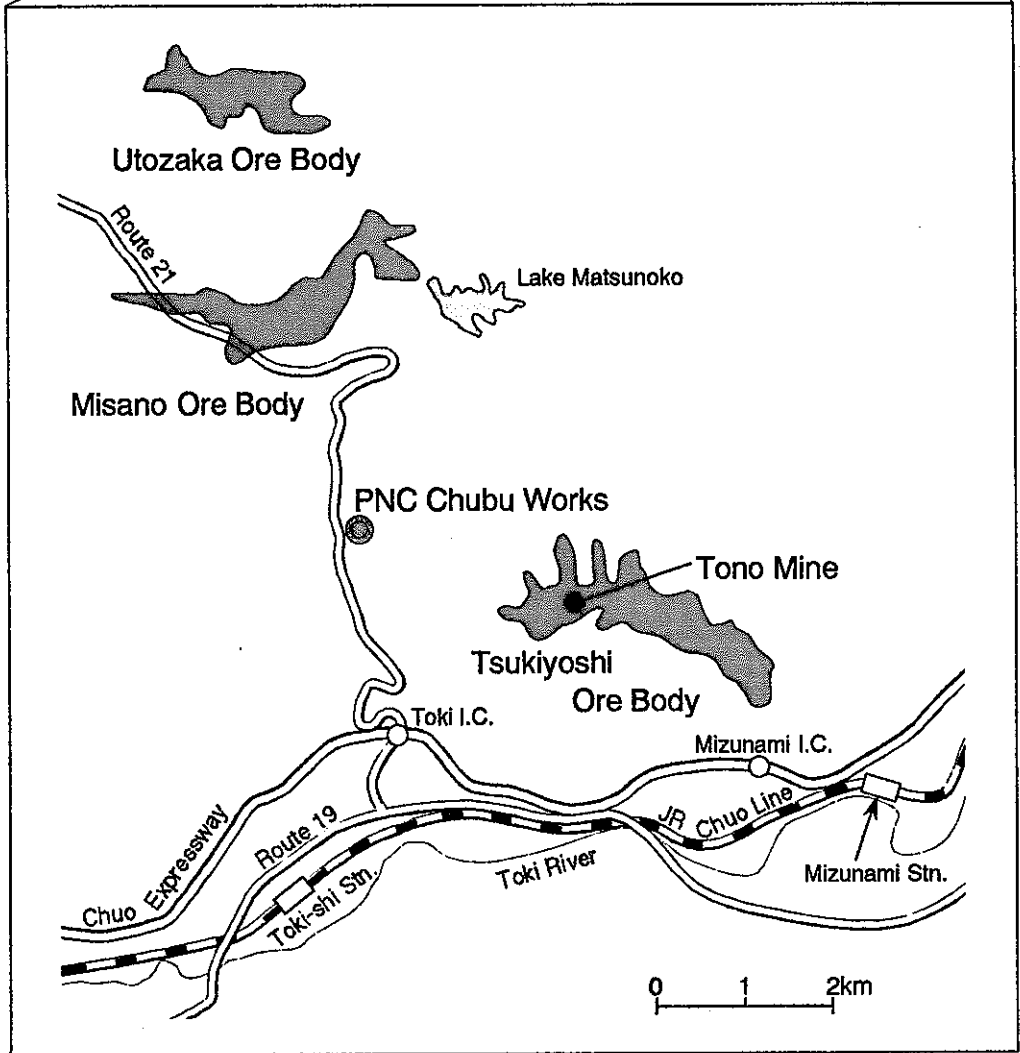 Utozaka Ore Body
Route 21
Lake Matsunoko
Misano Ore Body
PNC Chubu Works
Tono Mine
Tsukiyoshi
Ore Body
Toki I.C.
Mizunami I.C.
JR Chuo Line
Route 19
Chuo Expressway
Toki-shi Stn.
Toki River
Mizunami Stn.
0 1 2km